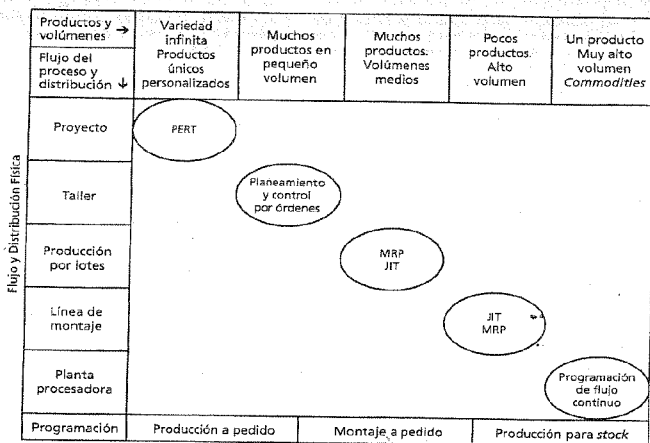 Productos y
volúmenes →
Flujo del
proceso y
distribución ↓
Variedad
infinita
Productos
únicos
personalizados
Muchos
productos en
pequeño
volumen
Muchos
productos.
Volúmenes
medios
Pocos
productos.
Alto
volumen
Un producto
Muy alto
volumen
Commodities
Flujo y Distribución Física
Proyecto
PERT
Taller
Planeamiento
y control
por órdenes
Producción
por lotes
MRP
JIT
Línea de
montaje
JIT
MRP
Planta
procesadora
Programación
de flujo
continuo
Programación
Producción a pedido
Montaje a pedido
Producción para stock